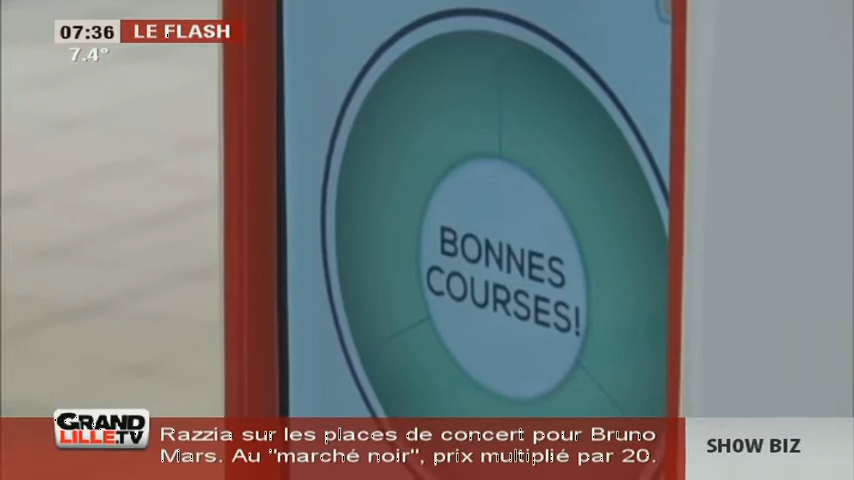 07:36 LE FLASH
7.4°
BONNES
COURSES!
GRAND
LILLE.TV
Razzia sur les places de concert pour Bruno
Mars. Au "marché noir", prix multiplié par 20.
SHOW BIZ